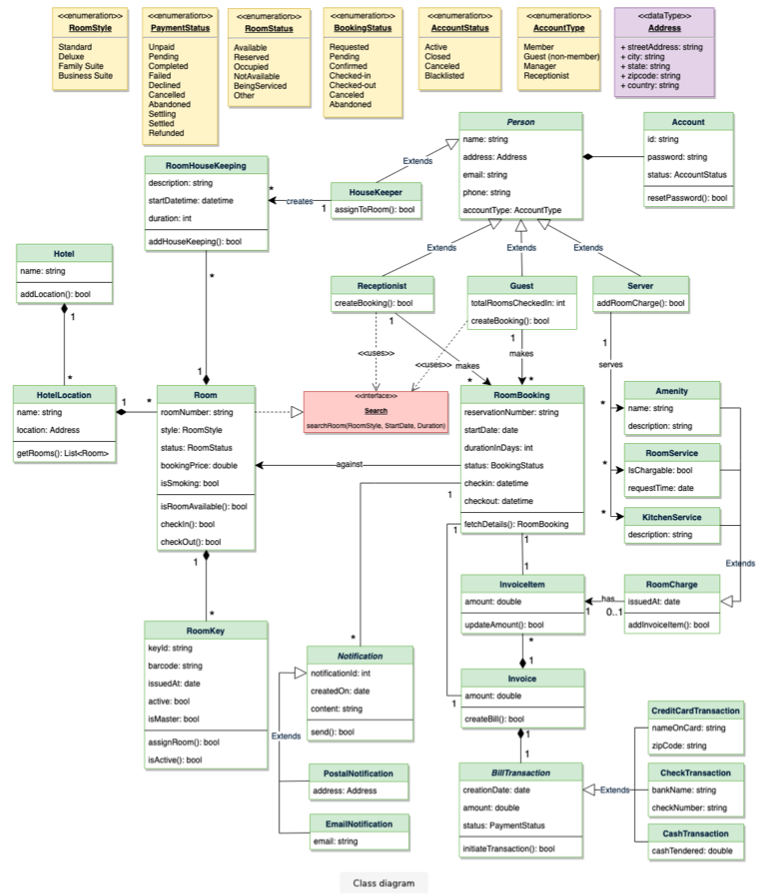 <<enumeration>>
RoomStyle
Standard
Deluxe
Family Suite
Business Suite
<<enumeration>>
PaymentStatus
Unpaid
Pending
Completed
Failed
Declined
Cancelled
Abandoned
Settling
Settled
Refunded
<<enumeration>>
RoomStatus
Available
Reserved
Occupied
NotAvailable
BeingServiced
Other
<<enumeration>>
BookingStatus
Requested
Pending
Confirmed
Checked-in
Checked-out
Canceled
Abandoned
<<enumeration>>
AccountStatus
Active
Closed
Canceled
Blacklisted
<<enumeration>>
AccountType
Member
Guest (non-member)
Manager
Receptionist
<<dataType>>
Address
+ streetAddress: string
+ city: string
+ state: string
+ zipcode: string
+ country: string
Person
name: string
address: Address
email: string
phone: string
accountType: AccountType
Account
id: string
password: string
status: AccountStatus
resetPassword(): bool
RoomHouseKeeping
description: string
startDatetime: datetime
duration: int
addHouseKeeping(): bool
*
creates
1
HouseKeeper
assignToRoom(): bool
Extends
Extends
Extends
Extends
Hotel
name: string
addLocation(): bool
1
*
*
1
Receptionist
createBooking(): bool
1
Guest
totalRoomsCheckedIn: int
createBooking(): bool
1
Server
addRoomCharge(): bool
1
serves
<<uses>>
<<uses>>
makes
makes
*
*
HotelLocation
name: string
location: Address
getRooms(): List<Room>
1
*
Room
roomNumber: string
style: RoomStyle
status: RoomStatus
bookingPrice: double
isSmoking: bool
isRoomAvailable(): bool
checkIn(): bool
checkOut(): bool
1
*
<<interface>>
Search
searchRoom(RoomStyle, StartDate, Duration)
RoomBooking
reservationNumber: string
startDate: date
durationInDays: int
status: BookingStatus
checkin: datetime
checkout: datetime
fetchDetails(): RoomBooking
against
1
1
1
1
*
Amenity
name: string
description: string
*
RoomService
IsChargable: bool
requestTime: date
*
KitchenService
description: string
Extends
InvoiceItem
amount: double
updateAmount(): bool
has
1
0..1
RoomCharge
issuedAt: date
addInvoiceItem(): bool
*
1
RoomKey
keyId: string
barcode: string
issuedAt: date
active: bool
isMaster: bool
assignRoom(): bool
isActive(): bool
*
Notification
notificationId: int
createdOn: date
content: string
send(): bool
Extends
PostalNotification
address: Address
EmailNotification
email: string
1
Invoice
amount: double
createBill(): bool
1
1
BillTransaction
creationDate: date
amount: double
status: PaymentStatus
initiateTransaction(): bool
Extends
CreditCardTransaction
nameOnCard: string
zipCode: string
CheckTransaction
bankName: string
checkNumber: string
CashTransaction
cashTendered: double
Class diagram